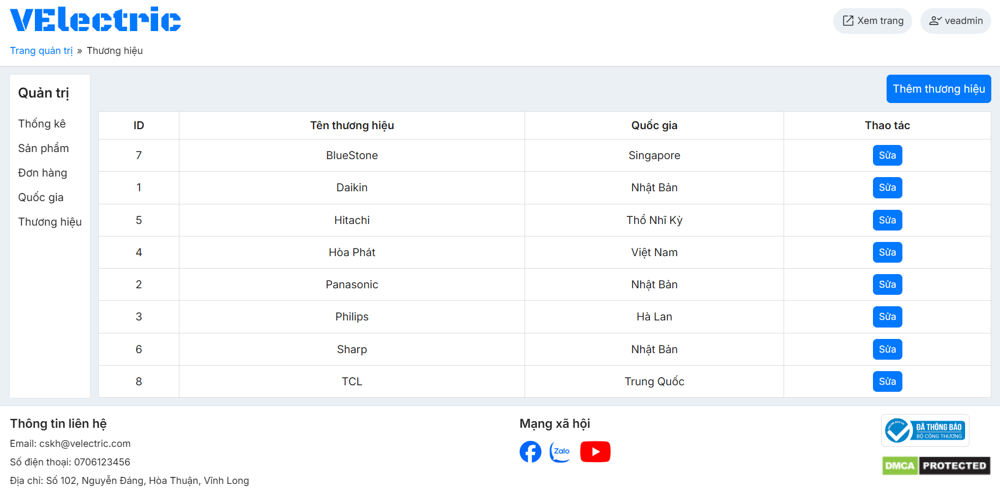 VElectric
Xem trang
veadmin
Trang quản trị » Thương hiệu
Quản trị
Thống kê
Sản phẩm
Đơn hàng
Quốc gia
Thương hiệu
Thêm thương hiệu
ID Tên thương hiệu Quốc gia Thao tác
7 BlueStone Singapore Sửa
1 Daikin Nhật Bản Sửa
5 Hitachi Thổ Nhĩ Kỳ Sửa
4 Hòa Phát Việt Nam Sửa
2 Panasonic Nhật Bản Sửa
3 Philips Hà Lan Sửa
6 Sharp Nhật Bản Sửa
8 TCL Trung Quốc Sửa
Thông tin liên hệ
Email: cskh@velectric.com
Số điện thoại: 0706123456
Địa chỉ: Số 102, Nguyễn Đáng, Hòa Thuận, Vĩnh Long
Mạng xã hội
Zalo
ONLINE.GOV.VN
ĐÃ THÔNG BÁO
BỘ CÔNG THƯƠNG
DMCA PROTECTED